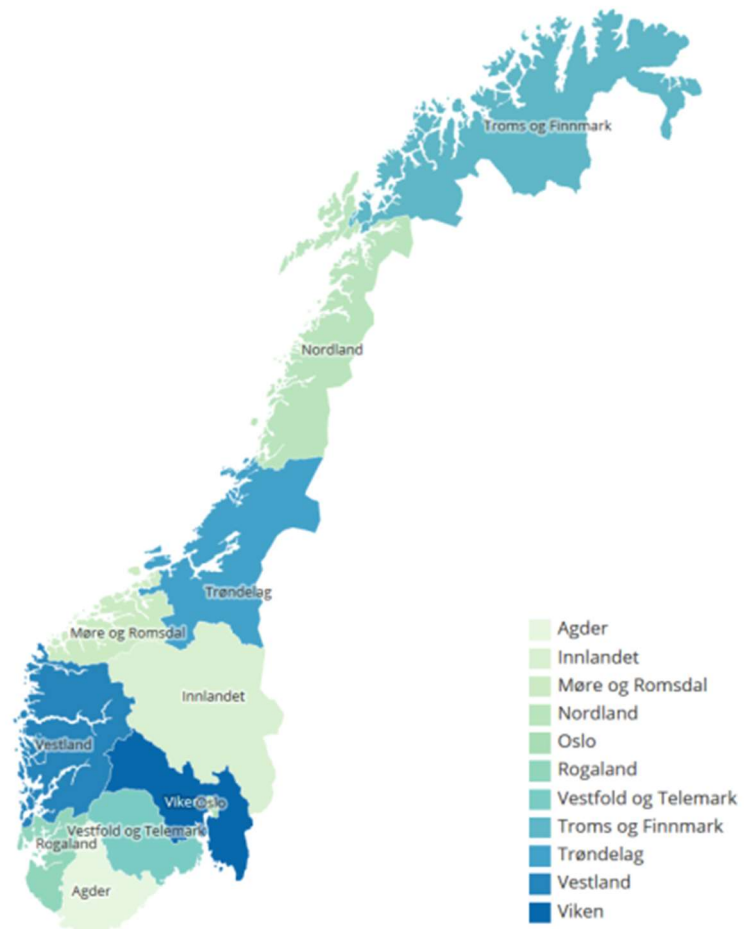 Troms og Finnmark
Nordland
Trøndelag
Møre og Romsdal
Innlandet
Vestland
Viken
Oslo
Vestfold og Telemark
Rogaland
Agder
Agder
Innlandet
Møre og Romsdal
Nordland
Oslo
Rogaland
Vestfold og Telemark
Troms og Finnmark
Trøndelag
Vestland
Viken